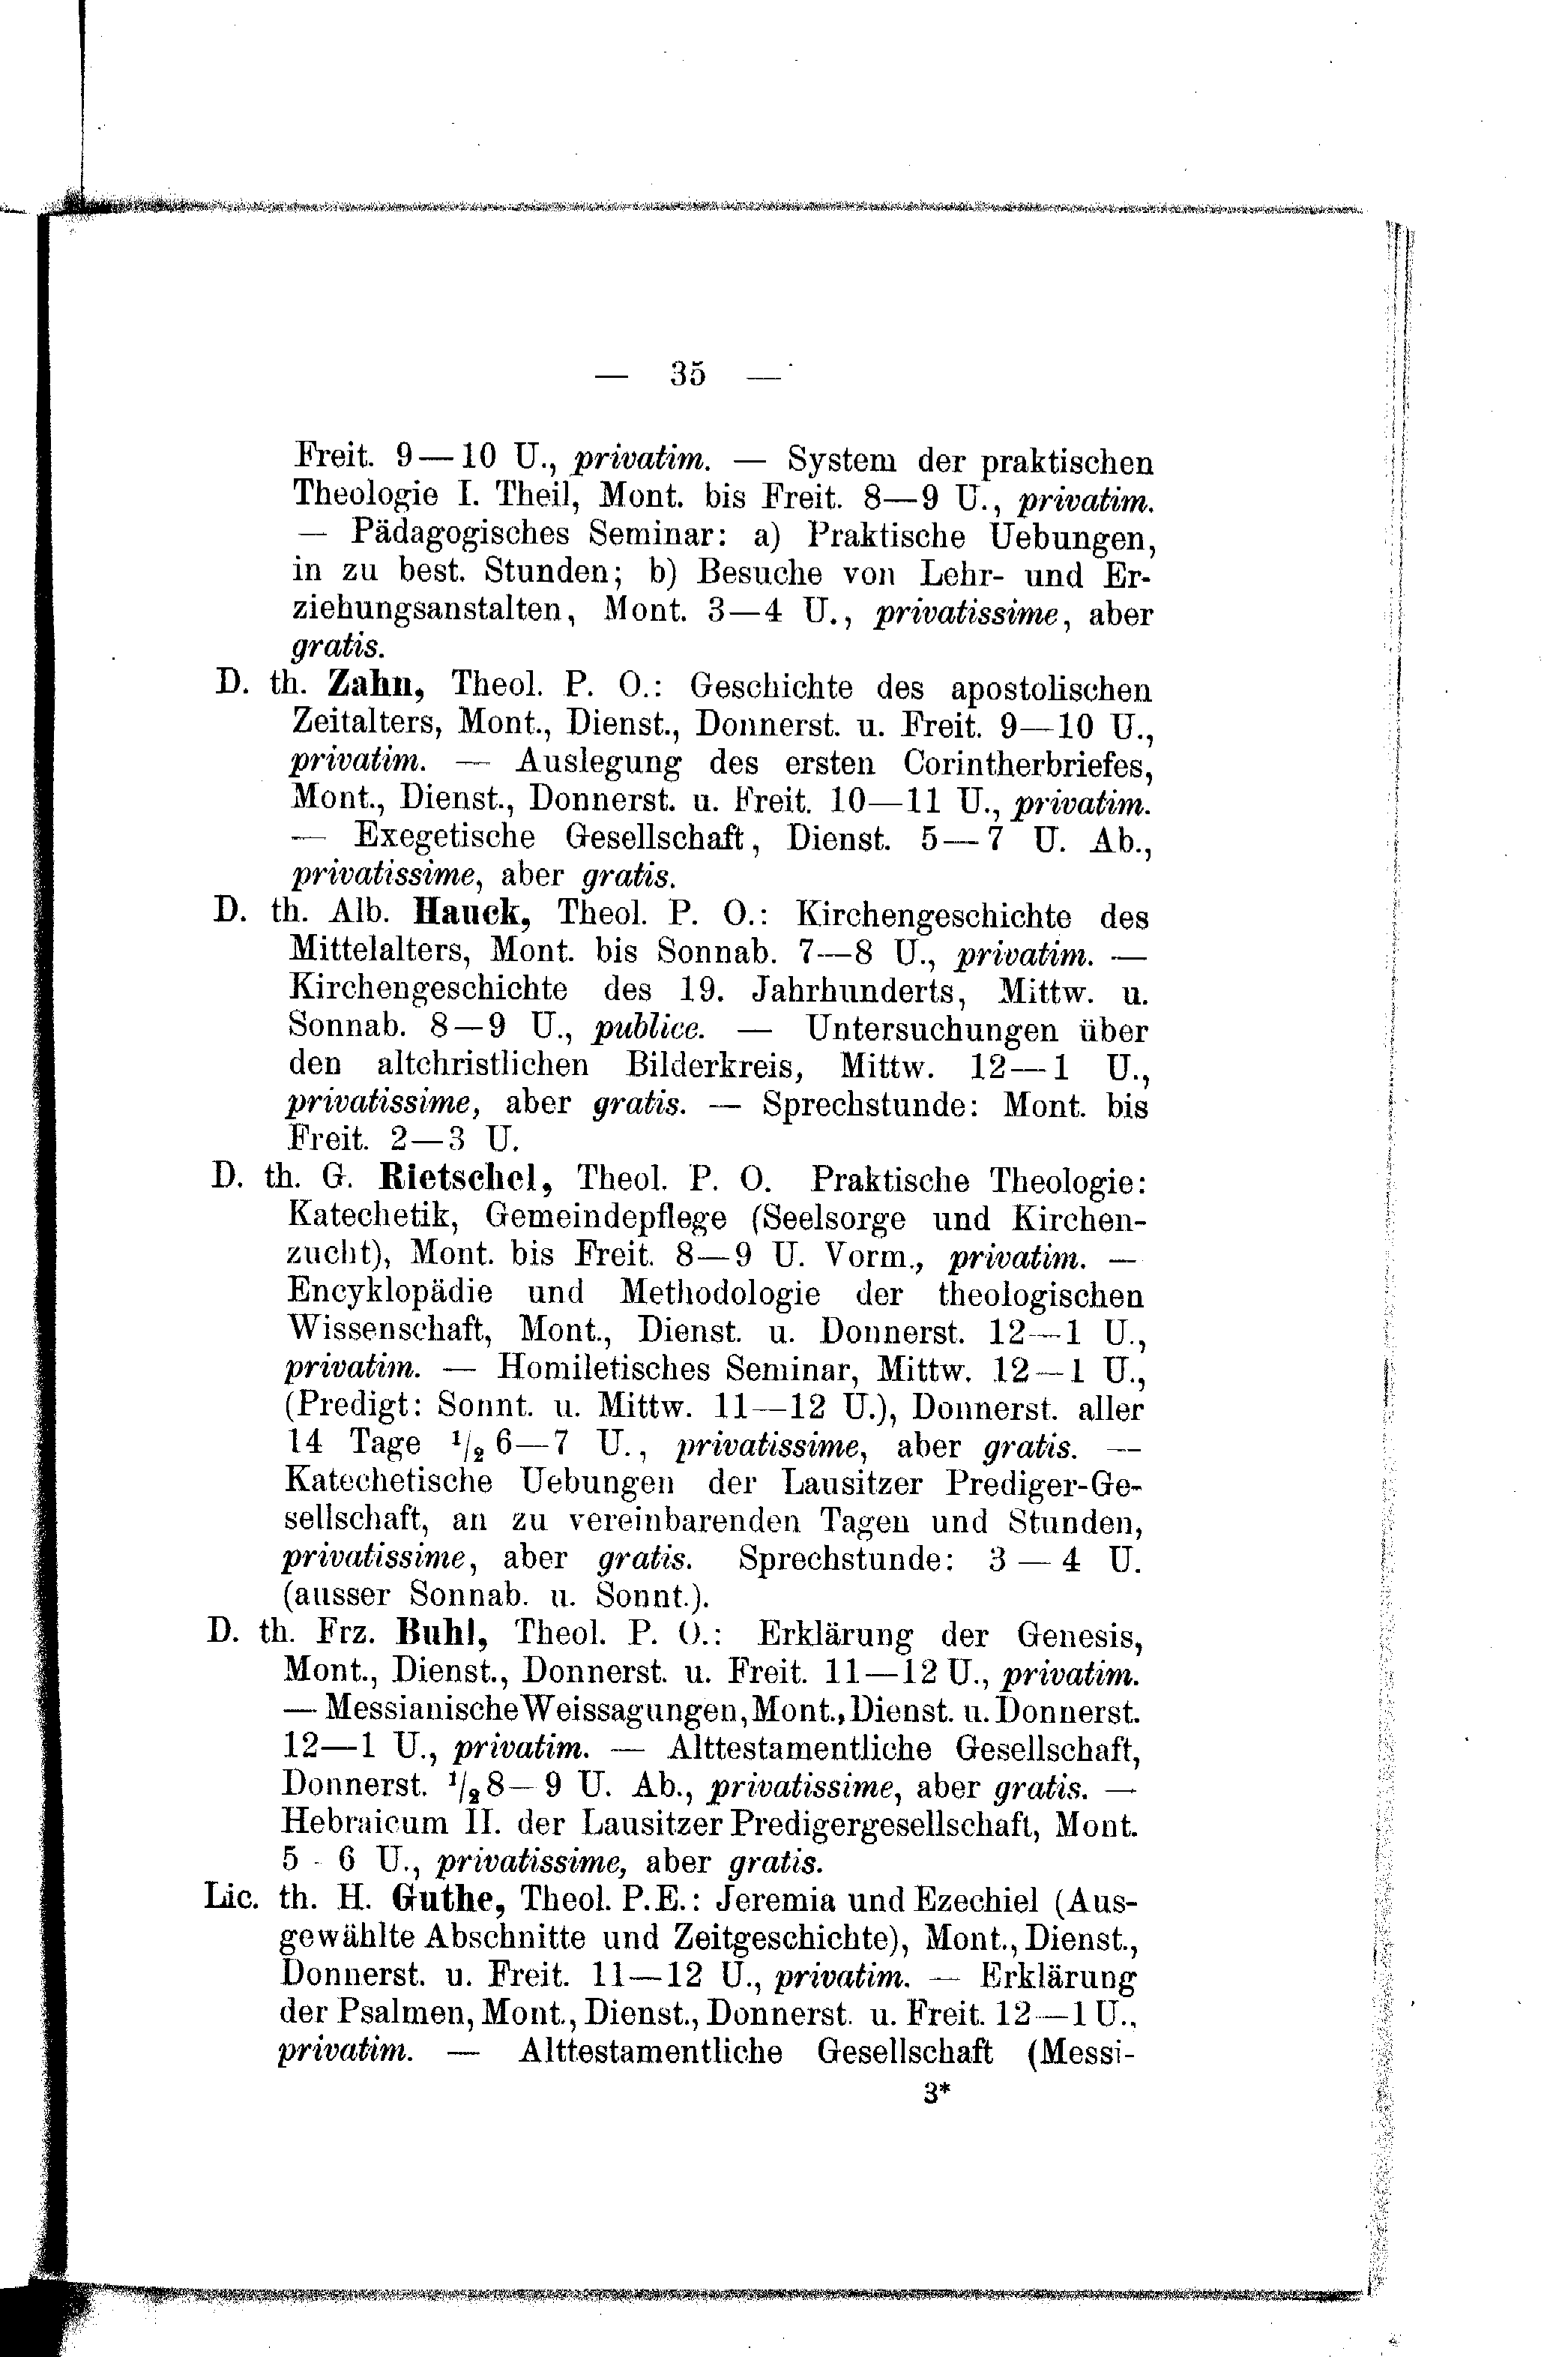 — 35 —
Freit. 9—10 U., privatim. — System der praktischen
Theologie I. Theil, Mont. bis Freit. 8—9 U., privatim.
— Pädagogisches Seminar: a) Praktische Uebungen,
in zu best. Stunden; b) Besuche von Lehr- und Er-
ziehungsanstalten, Mont. 3—4 U., privatissime, aber
gratis.
D. th. Zahn, Theol. P. O.: Geschichte des apostolischen
Zeitalters, Mont., Dienst., Donnerst. u. Freit. 9—10 U.,
privatim. — Auslegung des ersten Corintherbriefes,
Mont., Dienst., Donnerst. u. Freit. 10—11 U., privatim.
— Exegetische Gesellschaft, Dienst. 5—7 U. Ab.,
privatissime, aber gratis.
D. th. Alb. Hauck, Theol. P. O.: Kirchengeschichte des
Mittelalters, Mont. bis Sonnab. 7—8 U., privatim. —
Kirchengeschichte des 19. Jahrhunderts, Mittw. u.
Sonnab. 8—9 U., publice. — Untersuchungen über
den altchristlichen Bilderkreis, Mittw. 12—1 U.,
privatissime, aber gratis. — Sprechstunde: Mont. bis
Freit. 2—3 U.
D. th. G. Rietschel, Theol. P. O. Praktische Theologie:
Katechetik, Gemeindepflege (Seelsorge und Kirchen-
zucht), Mont. bis Freit. 8—9 U. Vorm., privatim. —
Encyklopädie und Methodologie der theologischen
Wissenschaft, Mont., Dienst. u. Donnerst. 12—1 U.,
privatim. — Homiletisches Seminar, Mittw. 12—1 U.,
(Predigt: Sonnt. u. Mittw. 11—12 U.), Donnerst. aller
14 Tage 1/2 6—7 U., privatissime, aber gratis. —
Katechetische Uebungen der Lausitzer Prediger-Ge-
sellschaft, an zu vereinbarenden Tagen und Stunden,
privatissime, aber gratis. Sprechstunde: 3—4 U.
(ausser Sonnab. u. Sonnt.).
D. th. Frz. Buhl, Theol. P. O.: Erklärung der Genesis,
Mont., Dienst., Donnerst. u. Freit. 11—12 U., privatim.
— Messianische Weissagungen, Mont., Dienst. u. Donnerst.
12—1 U., privatim. — Alttestamentliche Gesellschaft,
Donnerst. 1/2 8—9 U. Ab., privatissime, aber gratis. —
Hebraicum II. der Lausitzer Predigergesellschaft, Mont.
5 - 6 U., privatissime, aber gratis.
Lic. th. H. Guthe, Theol. P.E.: Jeremia und Ezechiel (Aus-
gewählte Abschnitte und Zeitgeschichte), Mont., Dienst.,
Donnerst. u. Freit. 11—12 U., privatim. — Erklärung
der Psalmen, Mont., Dienst., Donnerst. u. Freit. 12—1 U.,
privatim. — Alttestamentliche Gesellschaft (Messi-
3*